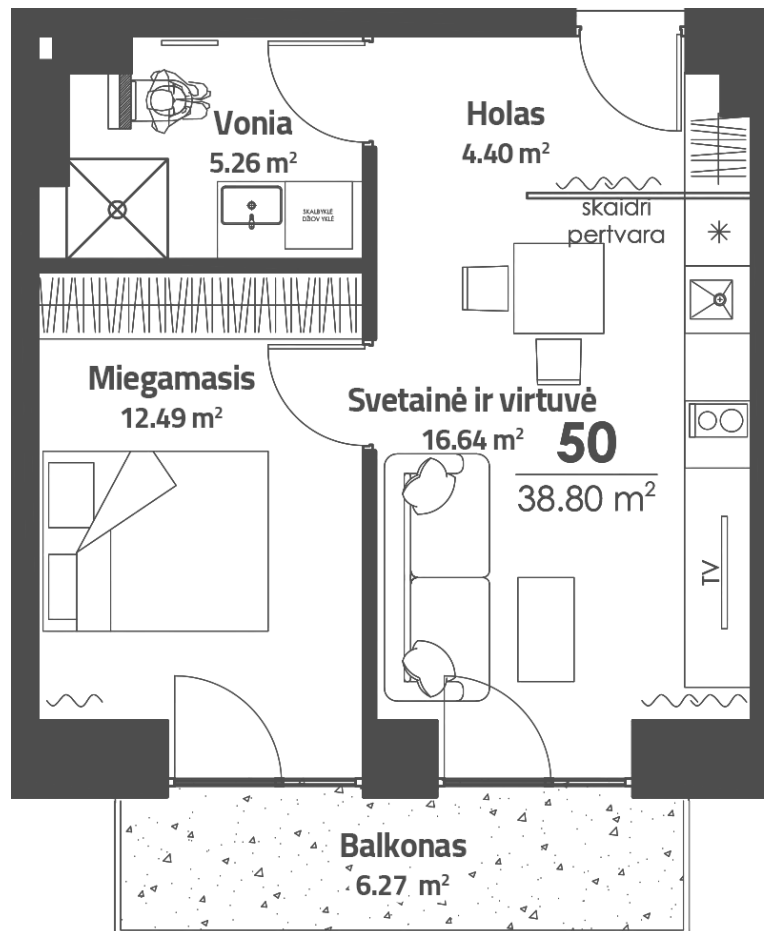 Vonia
5.26 m²
Holas
4.40 m²
SKALBYKLĖ
DŽIOVYKLĖ
skaidri
pertvara
Miegamasis
12.49 m²
Svetainė ir virtuvė
16.64 m²
50
38.80 m²
TV
Balkonas
6.27 m²